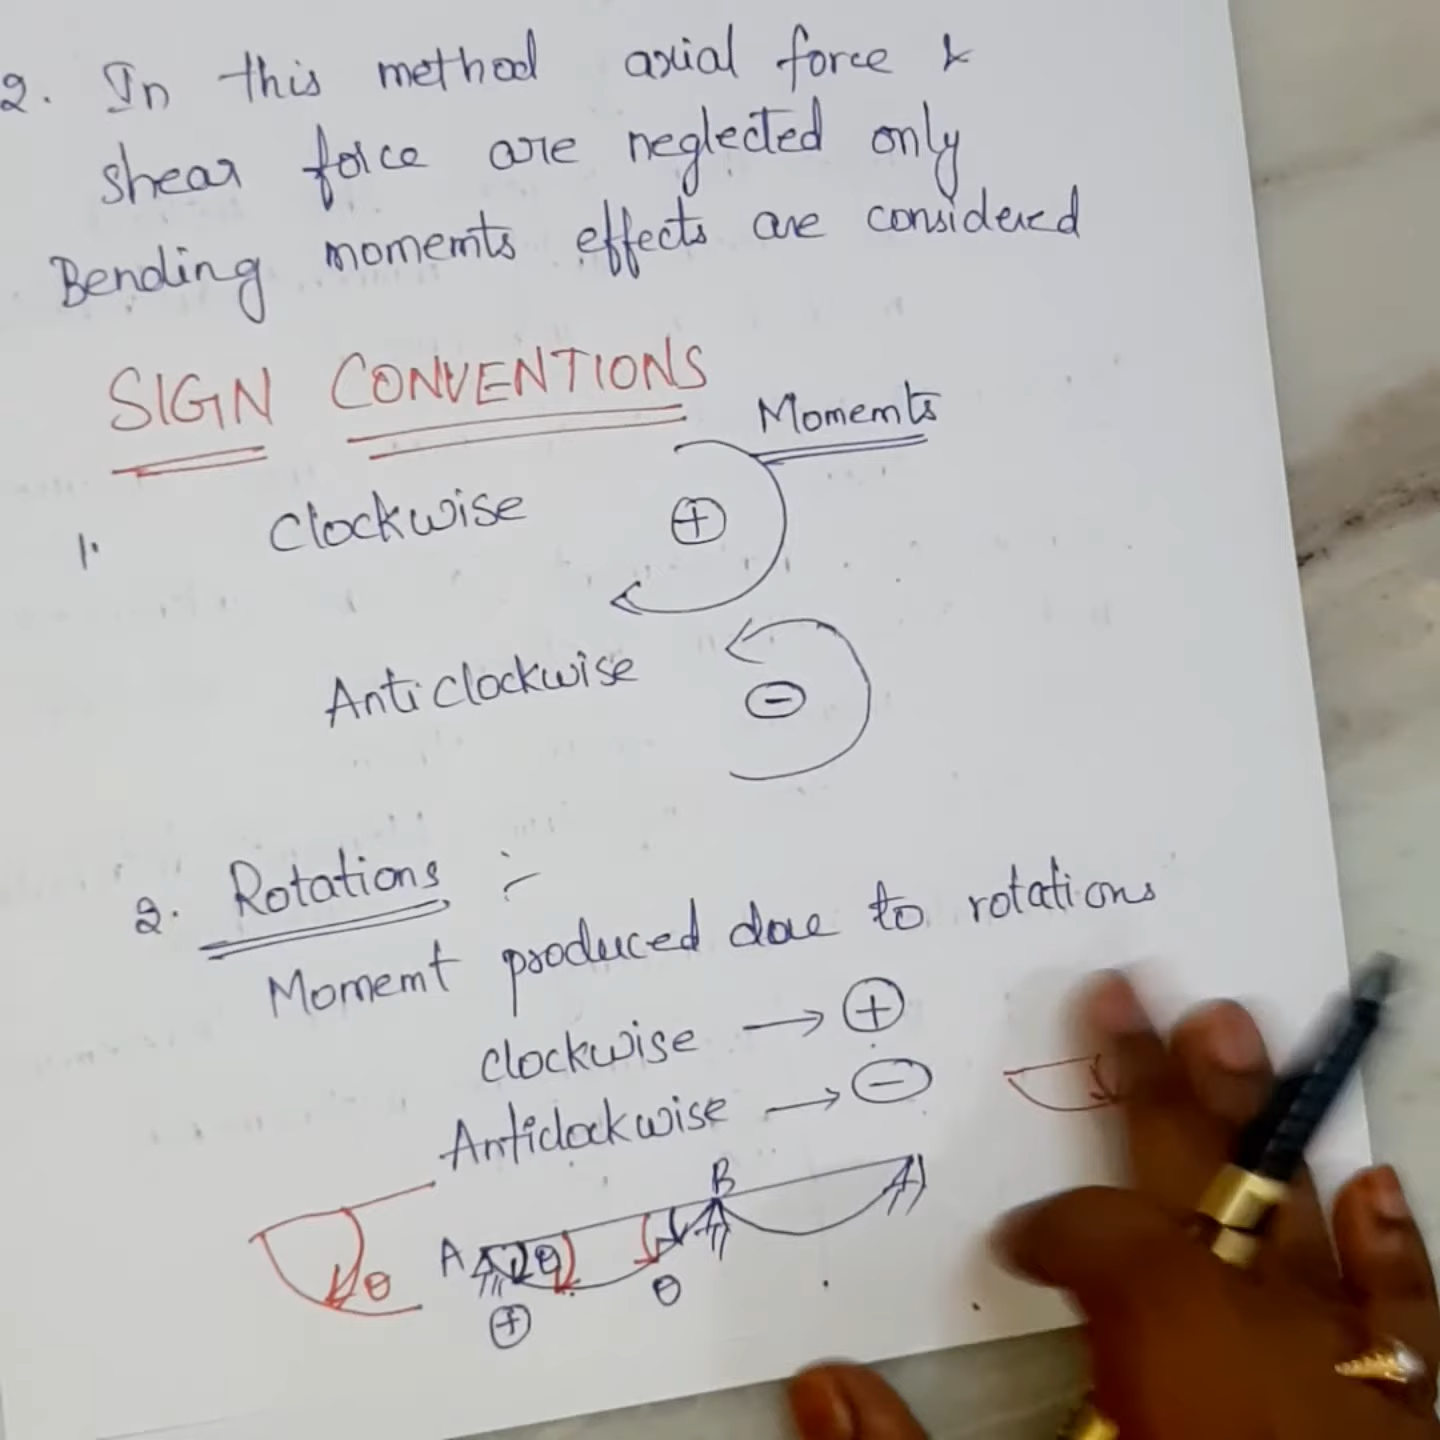 2. In this method axial force &
shear force are neglected only
Bending moments effects are considered
SIGN CONVENTIONS
Moments
1. Clockwise +
Anticlockwise -
2. Rotations :-
Moment produced due to rotations
clockwise → +
Anticlockwise → -
B
A θ θ
θ
+